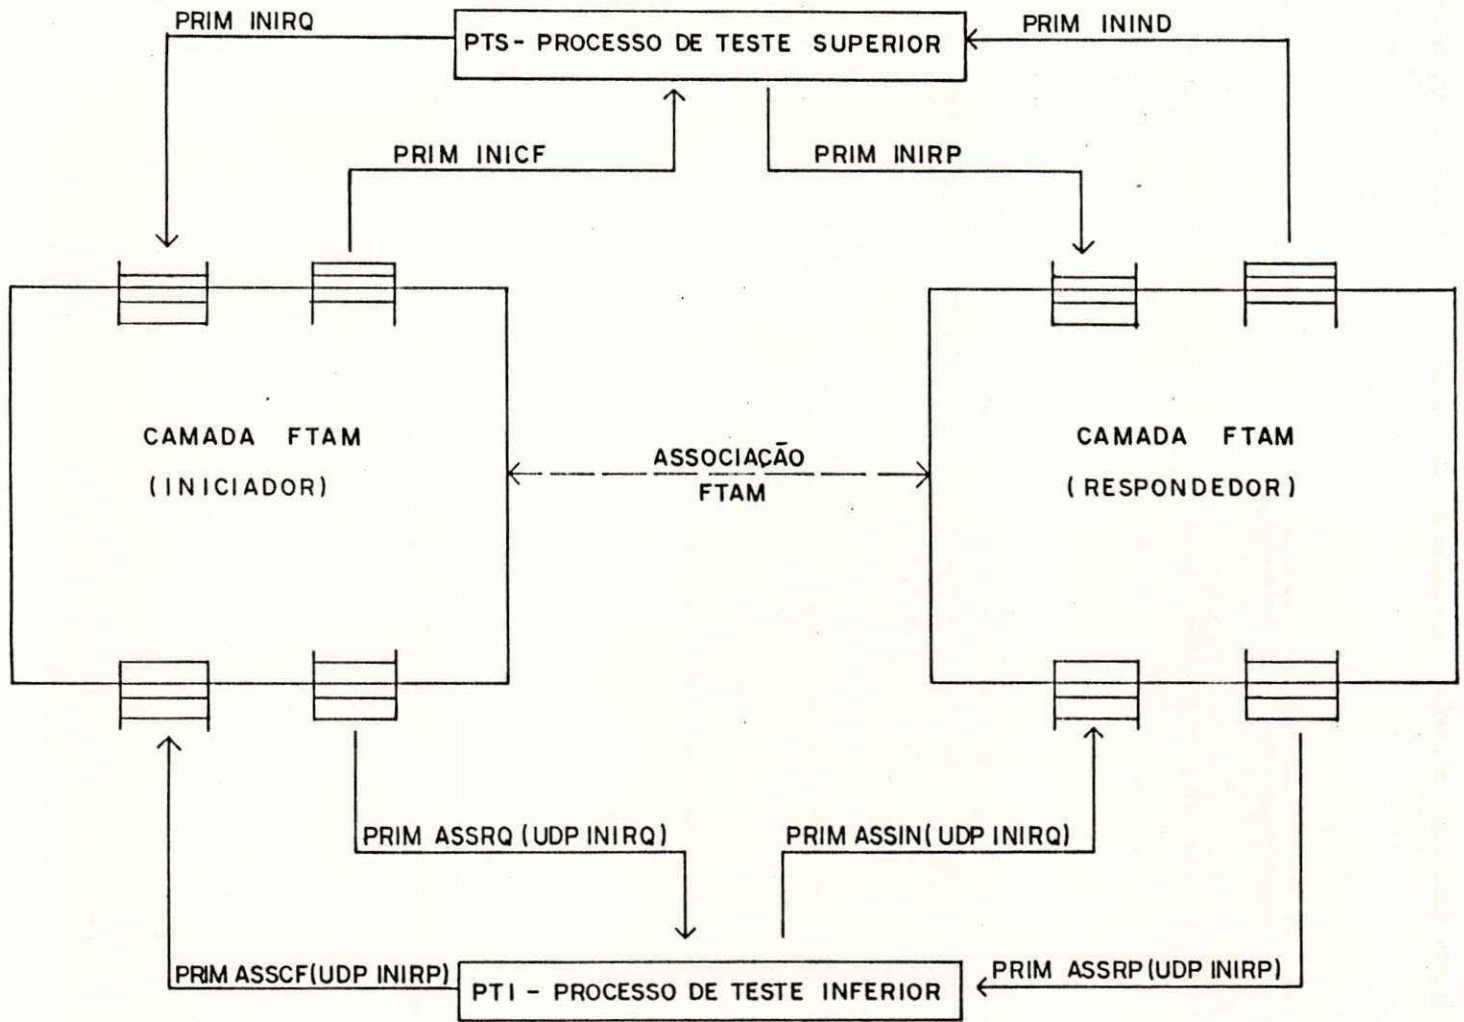 PRIM INIRQ
PTS - PROCESSO DE TESTE SUPERIOR
PRIM ININD
PRIM INICF
PRIM INIRP
CAMADA FTAM
(INICIADOR)
ASSOCIAÇÃO
FTAM
CAMADA FTAM
(RESPONDEDOR)
PRIM ASSRQ (UDP INIRQ)
PRIM ASSIN(UDP INIRQ)
PRIM ASSCF(UDP INIRP)
PTI - PROCESSO DE TESTE INFERIOR
PRIM ASSRP(UDP INIRP)